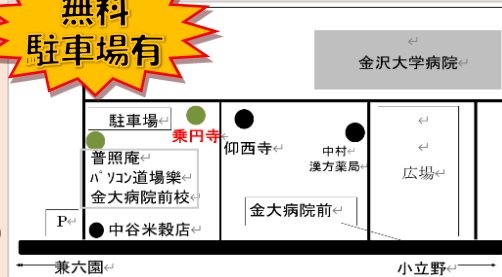 無料
駐車場有
金沢大学病院
駐車場
乗円寺
仰西寺
中村
漢方薬局
普照庵
パソコン道場樂
金大病院前校
広場
金大病院前
P
中谷米穀店
兼六園
小立野